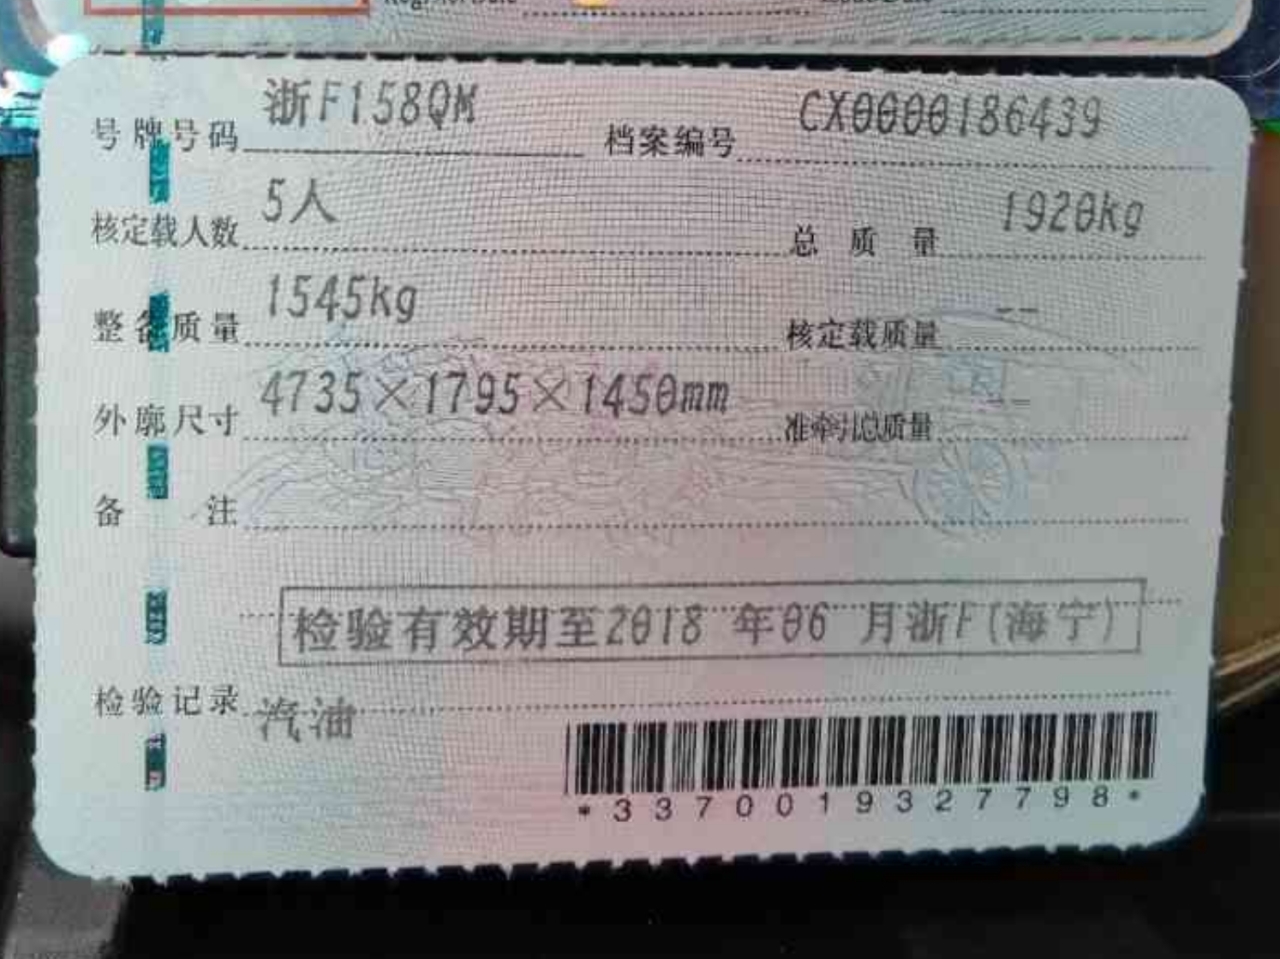 号牌号码 浙F158QM 档案编号 CX0000186439
核定载人数 5人 总质量 1920kg
整备质量 1545kg 核定载质量 --
外廓尺寸 4735×1795×1450mm 准牵引总质量 --
备注
检验有效期至2018 年06 月浙F(海宁)
检验记录 汽油
*3370019327798*